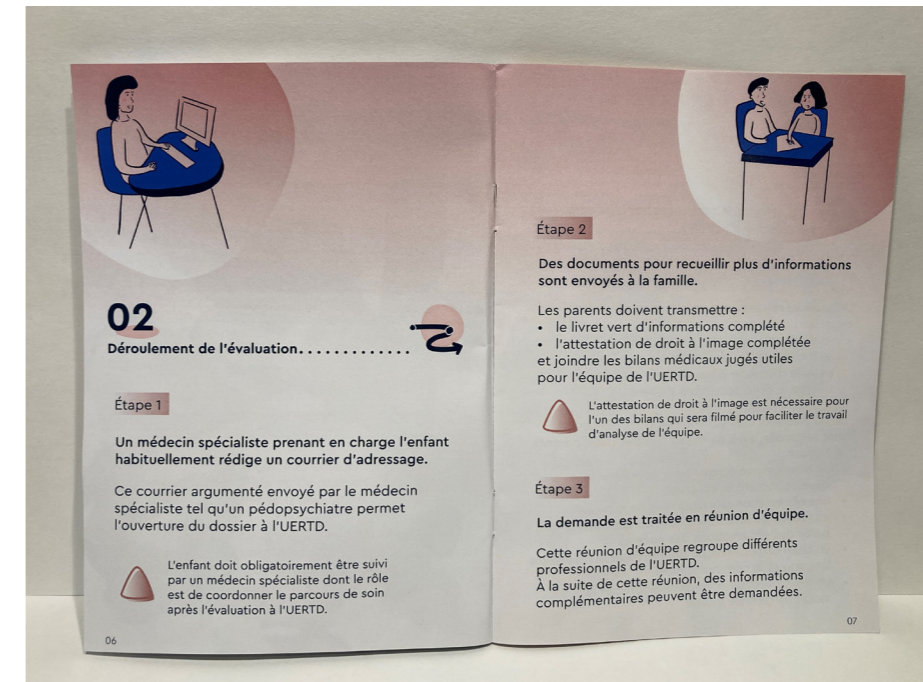 02
Déroulement de l'évaluation.............
Étape 1
Un médecin spécialiste prenant en charge l'enfant
habituellement rédige un courrier d'adressage.
Ce courrier argumenté envoyé par le médecin
spécialiste tel qu'un pédopsychiatre permet
l'ouverture du dossier à l'UERTD.
L'enfant doit obligatoirement être suivi
par un médecin spécialiste dont le rôle
est de coordonner le parcours de soin
après l'évaluation à l'UERTD.
06
Étape 2
Des documents pour recueillir plus d'informations
sont envoyés à la famille.
Les parents doivent transmettre :
• le livret vert d'informations complété
• l'attestation de droit à l'image complétée
et joindre les bilans médicaux jugés utiles
pour l'équipe de l'UERTD.
L'attestation de droit à l'image est nécessaire pour
l'un des bilans qui sera filmé pour faciliter le travail
d'analyse de l'équipe.
Étape 3
La demande est traitée en réunion d'équipe.
Cette réunion d'équipe regroupe différents
professionnels de l'UERTD.
À la suite de cette réunion, des informations
complémentaires peuvent être demandées.
07